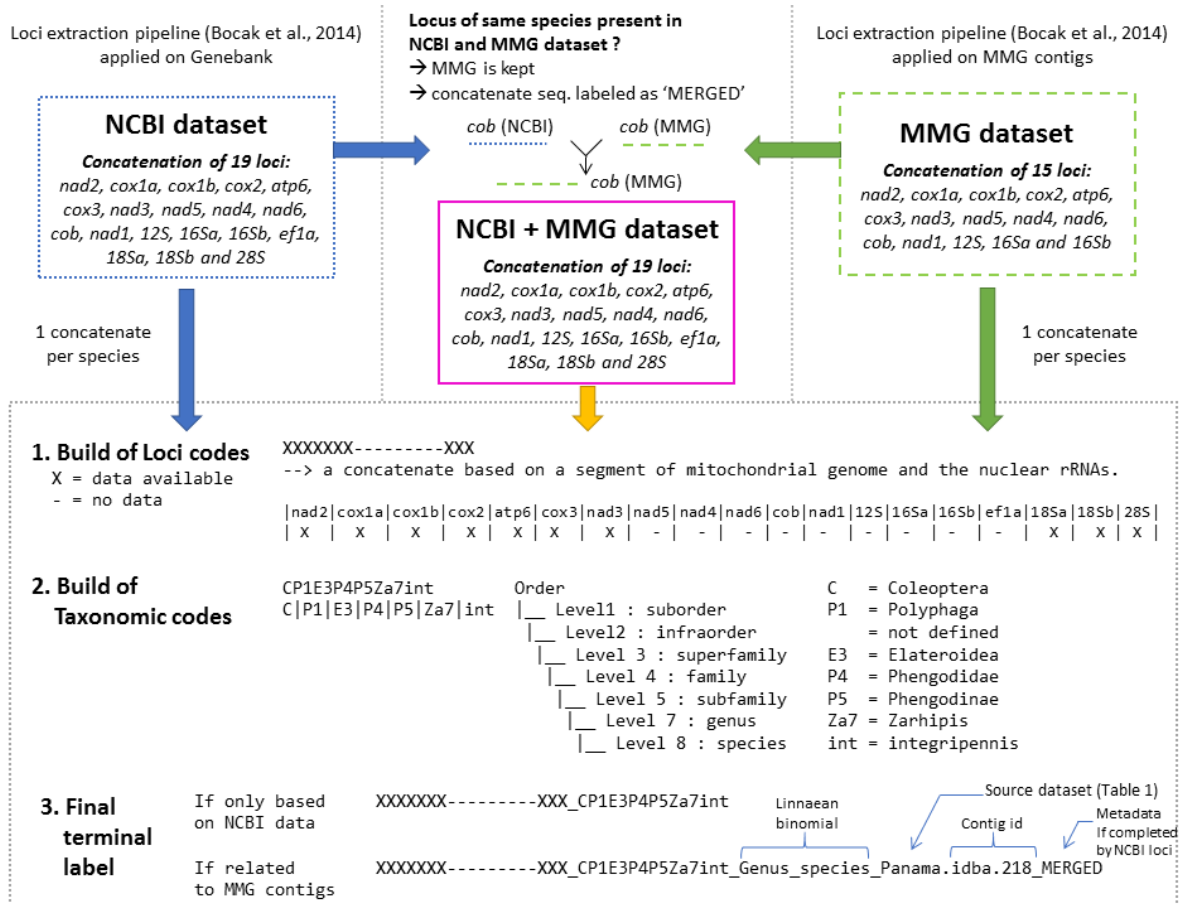 Loci extraction pipeline (Bocak et al., 2014)
applied on Genebank
NCBI dataset
Concatenation of 19 loci:
nad2, cox1a, cox1b, cox2, atp6,
cox3, nad3, nad5, nad4, nad6,
cob, nad1, 12S, 16Sa, 16Sb, ef1a,
18Sa, 18Sb and 28S
1 concatenate
per species
Locus of same species present in
NCBI and MMG dataset ?
→ MMG is kept
→ concatenate seq. labeled as ‘MERGED’
cob (NCBI) cob (MMG)
cob (MMG)
NCBI + MMG dataset
Concatenation of 19 loci:
nad2, cox1a, cox1b, cox2, atp6,
cox3, nad3, nad5, nad4, nad6,
cob, nad1, 12S, 16Sa, 16Sb, ef1a,
18Sa, 18Sb and 28S
Loci extraction pipeline (Bocak et al., 2014)
applied on MMG contigs
MMG dataset
Concatenation of 15 loci:
nad2, cox1a, cox1b, cox2, atp6,
cox3, nad3, nad5, nad4, nad6,
cob, nad1, 12S, 16Sa and 16Sb
1 concatenate
per species
1. Build of Loci codes
X = data available
- = no data
XXXXXXX---------XXX
--> a concatenate based on a segment of mitochondrial genome and the nuclear rRNAs.
|nad2|cox1a|cox1b|cox2|atp6|cox3|nad3|nad5|nad4|nad6|cob|nad1|12S|16Sa|16Sb|ef1a|18Sa|18Sb|28S|
| X | X | X | X | X | X | X | - | - | - | - | - | - | - | - | - | X | X | X |
2. Build of
Taxonomic codes
CP1E3P4P5Za7int
C|P1|E3|P4|P5|Za7|int
Order
|__ Level1 : suborder
|__ Level2 : infraorder
|__ Level 3 : superfamily
|__ Level 4 : family
|__ Level 5 : subfamily
|__ Level 7 : genus
|__ Level 8 : species
C = Coleoptera
P1 = Polyphaga
= not defined
E3 = Elateroidea
P4 = Phengodidae
P5 = Phengodinae
Za7 = Zarhipis
int = integripennis
3. Final
terminal
label
If only based
on NCBI data
XXXXXXX---------XXX_CP1E3P4P5Za7int
Linnaean
binomial
Source dataset (Table 1)
Contig id
Metadata
If completed
by NCBI loci
If related
to MMG contigs
XXXXXXX---------XXX_CP1E3P4P5Za7int_Genus_species_Panama.idba.218_MERGED